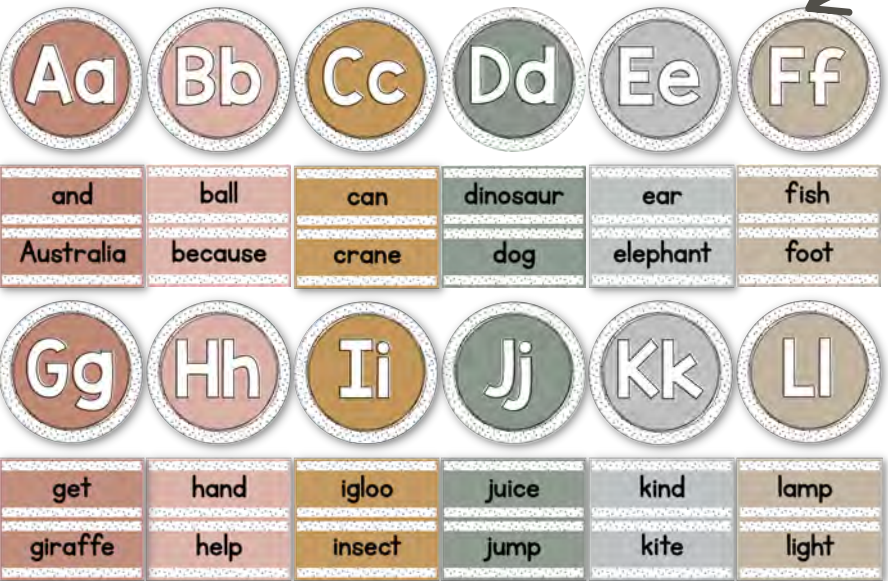 Aa Bb Cc Dd Ee Ff
and ball can dinosaur ear fish
Australia because crane dog elephant foot
Gg Hh Ii Jj Kk Ll
get hand igloo juice kind lamp
giraffe help insect jump kite light